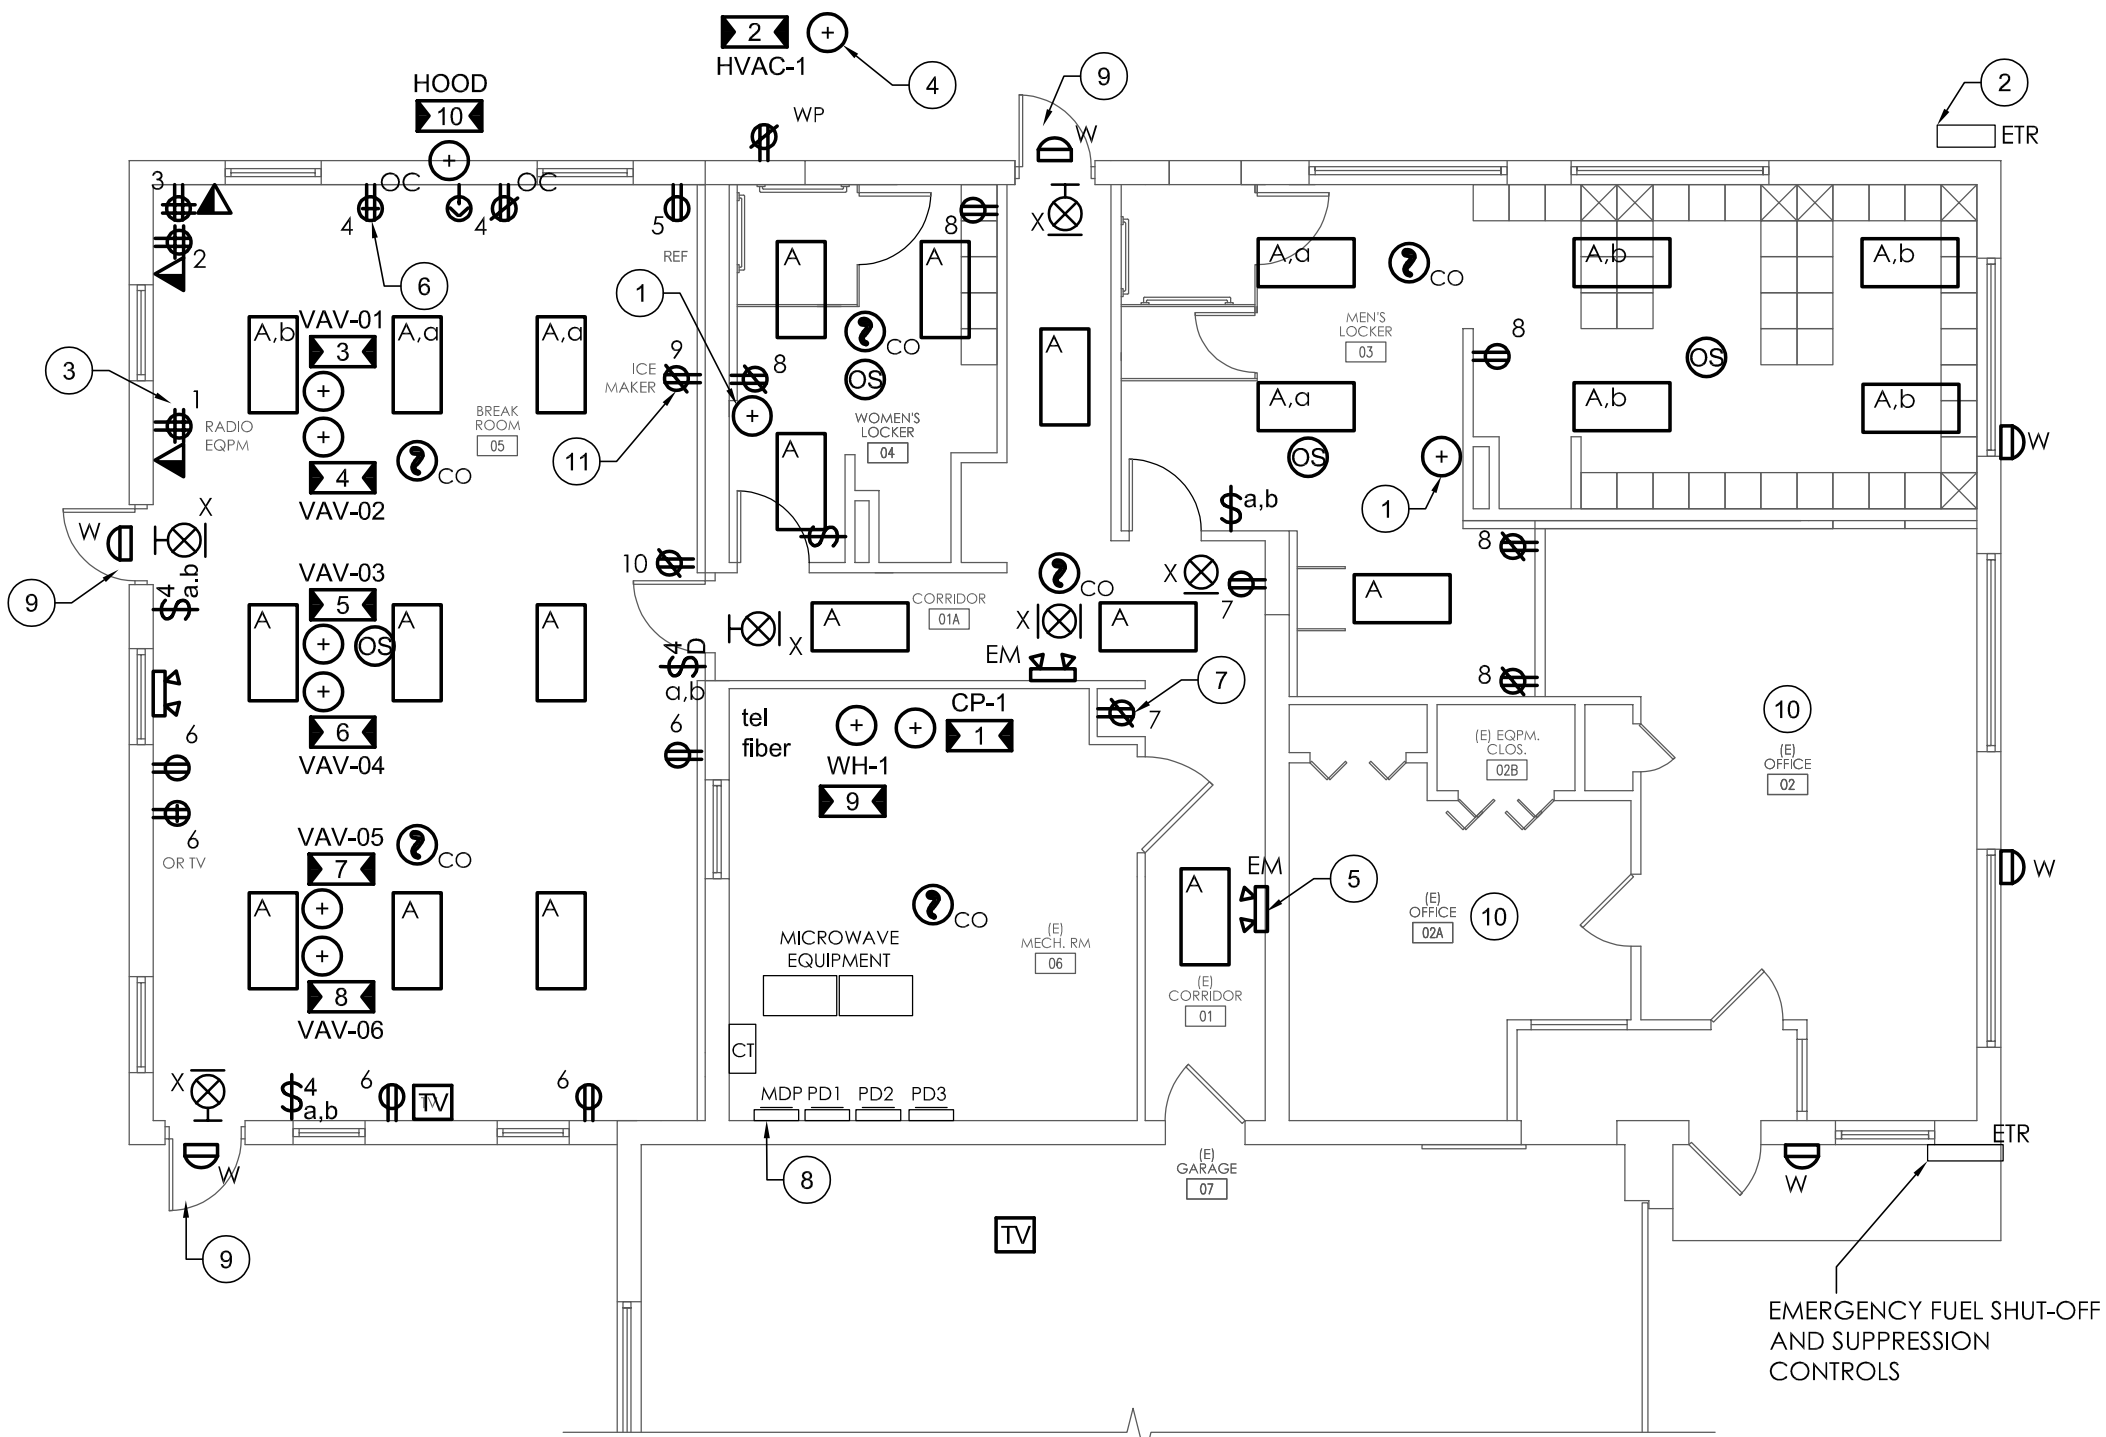 2
HVAC-1
4
HOOD
10
WP
9
W
2
ETR
3
OC
OC
4
4
5
8
X
2
REF
6
1
A
A
A,a
CO
A,b
A,b
VAV-01
A,b
3
A,a
A,a
CO
A
MEN'S
LOCKER
03
8
OS
3
9
ICE
MAKER
8
OS
1
RADIO
EQPM
BREAK
ROOM
05
WOMEN'S
LOCKER
04
A,a
A,b
A,b
W
4
VAV-02
CO
11
A
OS
1
X
W
a,b
$
$
8
9
4
a.b
$
VAV-03
5
10
CO
X
7
A
A
A
A
OS
CORRIDOR
01A
A
X
X
A
4
D
$
a,b
EM
8
6
VAV-04
6
6
tel
fiber
CP-1
1
WH-1
9
7
7
10
(E)
OFFICE
02
(E) EQPM.
CLOS.
02B
6
OR TV
VAV-05
7
CO
W
A
A
A
8
VAV-06
CO
A
EM
5
(E)
OFFICE
02A
10
MICROWAVE
EQUIPMENT
(E)
MECH. RM
06
(E)
CORRIDOR
01
CT
X
$
4
a,b
6
TV
6
MDP
PD1
PD2
PD3
W
9
8
(E)
GARAGE
07
TV
W
ETR
EMERGENCY FUEL SHUT-OFF
AND SUPPRESSION
CONTROLS